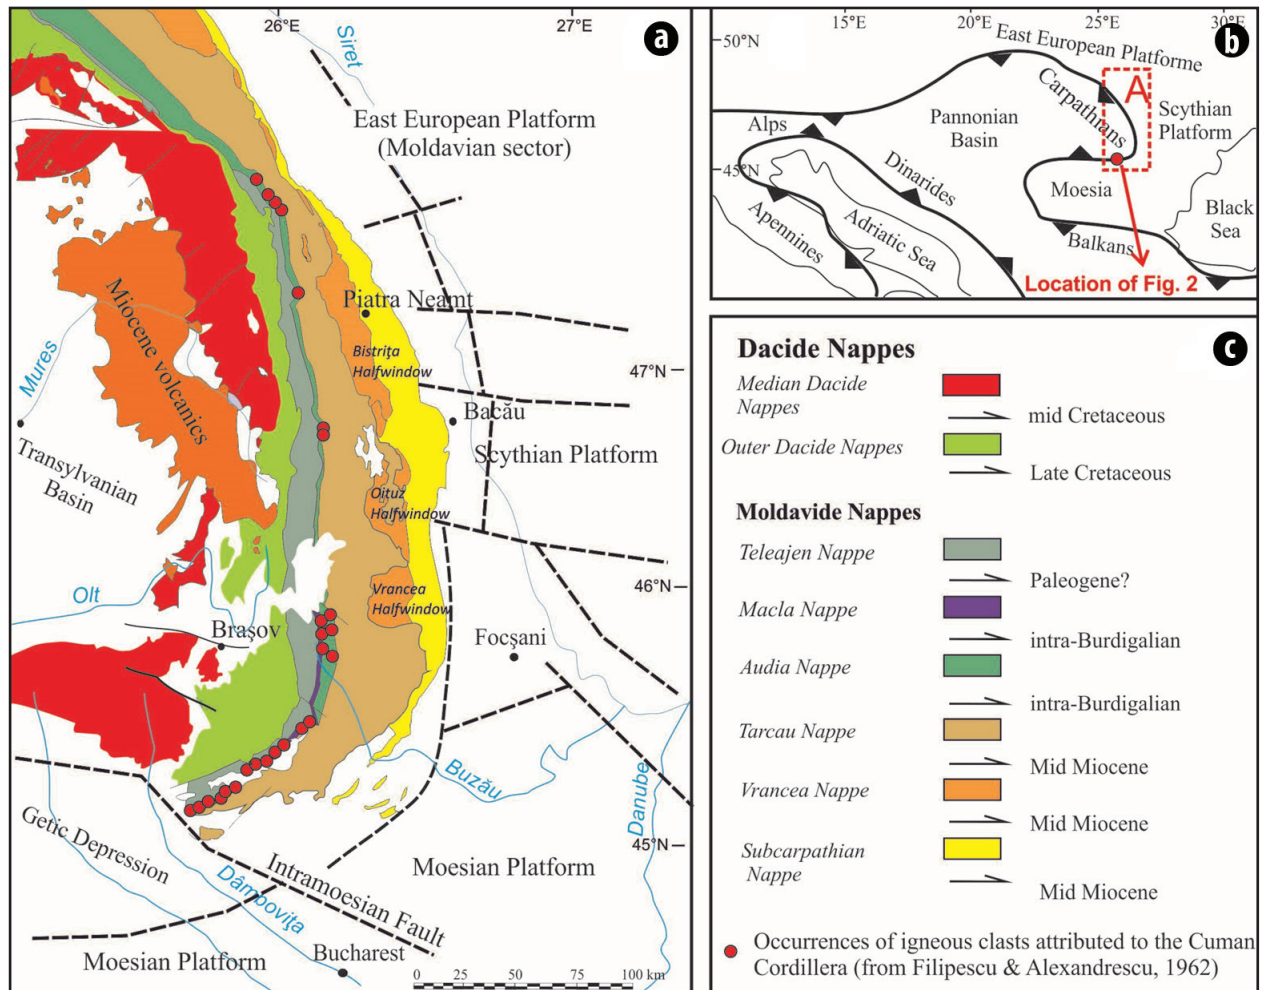 26°E
27°E
a
Siret
East European Platform
(Moldavian sector)
Piatra Neamt
Bistriţa
Halfwindow
47°N
Miocene volcanics
Mures
Bacău
Scythian Platform
Transylvanian
Basin
Oituz
Halfwindow
46°N
Vrancea
Halfwindow
Olt
Braşov
Focşani
Buzău
Danube
45°N
Getic Depression
Moesian Platform
Intramoesian Fault
Dâmboviţa
Moesian Platform
Bucharest
0 25 50 75 100 km
15°E
20°E
25°E
30°E
b
50°N
East European Platforme
Carpathrans
A
Scythian
Platform
Pannonian
Basin
Alps
45°N
Dinarides
Moesia
Black
Sea
Apennines
Adriatic Sea
Balkans
Location of Fig. 2
c
Dacide Nappes
Median Dacide
Nappes
mid Cretaceous
Outer Dacide Nappes
Late Cretaceous
Moldavide Nappes
Teleajen Nappe
Paleogene?
Macla Nappe
intra-Burdigalian
Audia Nappe
intra-Burdigalian
Tarcau Nappe
Mid Miocene
Vrancea Nappe
Mid Miocene
Subcarpathian
Nappe
Mid Miocene
Occurrences of igneous clasts attributed to the Cuman
Cordillera (from Filipescu & Alexandrescu, 1962)